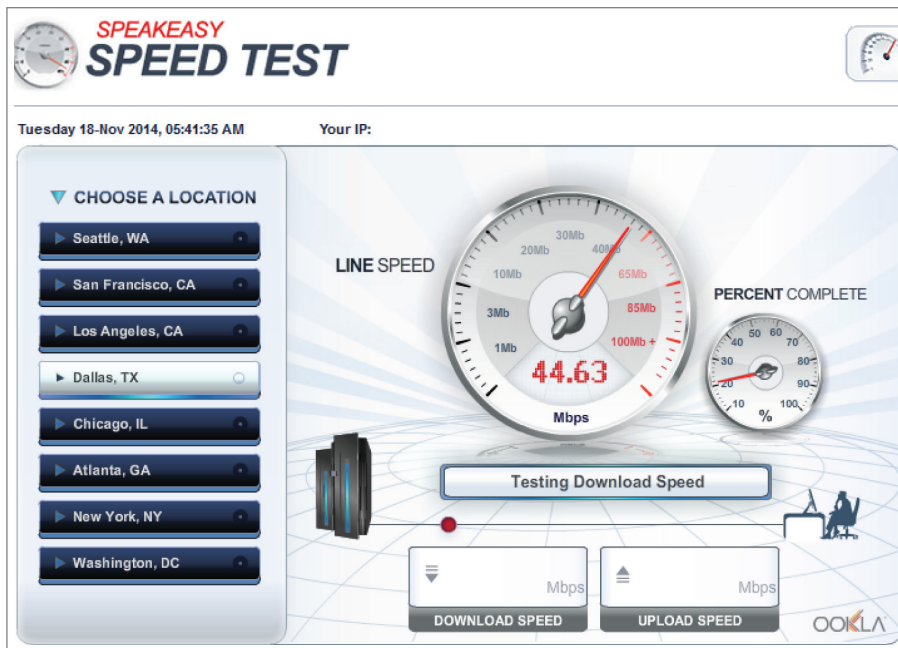 SPEAKEASY
SPEED TEST
Tuesday 18-Nov 2014, 05:41:35 AM
Your IP:
CHOOSE A LOCATION
Seattle, WA
San Francisco, CA
Los Angeles, CA
Dallas, TX
Chicago, IL
Atlanta, GA
New York, NY
Washington, DC
LINE SPEED
1Mb
3Mb
10Mb
20Mb
30Mb
40Mb
65Mb
85Mb
100Mb +
44.63
Mbps
PERCENT COMPLETE
10
20
30
40
50
60
70
80
90
100
%
Testing Download Speed
Mbps
DOWNLOAD SPEED
Mbps
UPLOAD SPEED
OOKLA